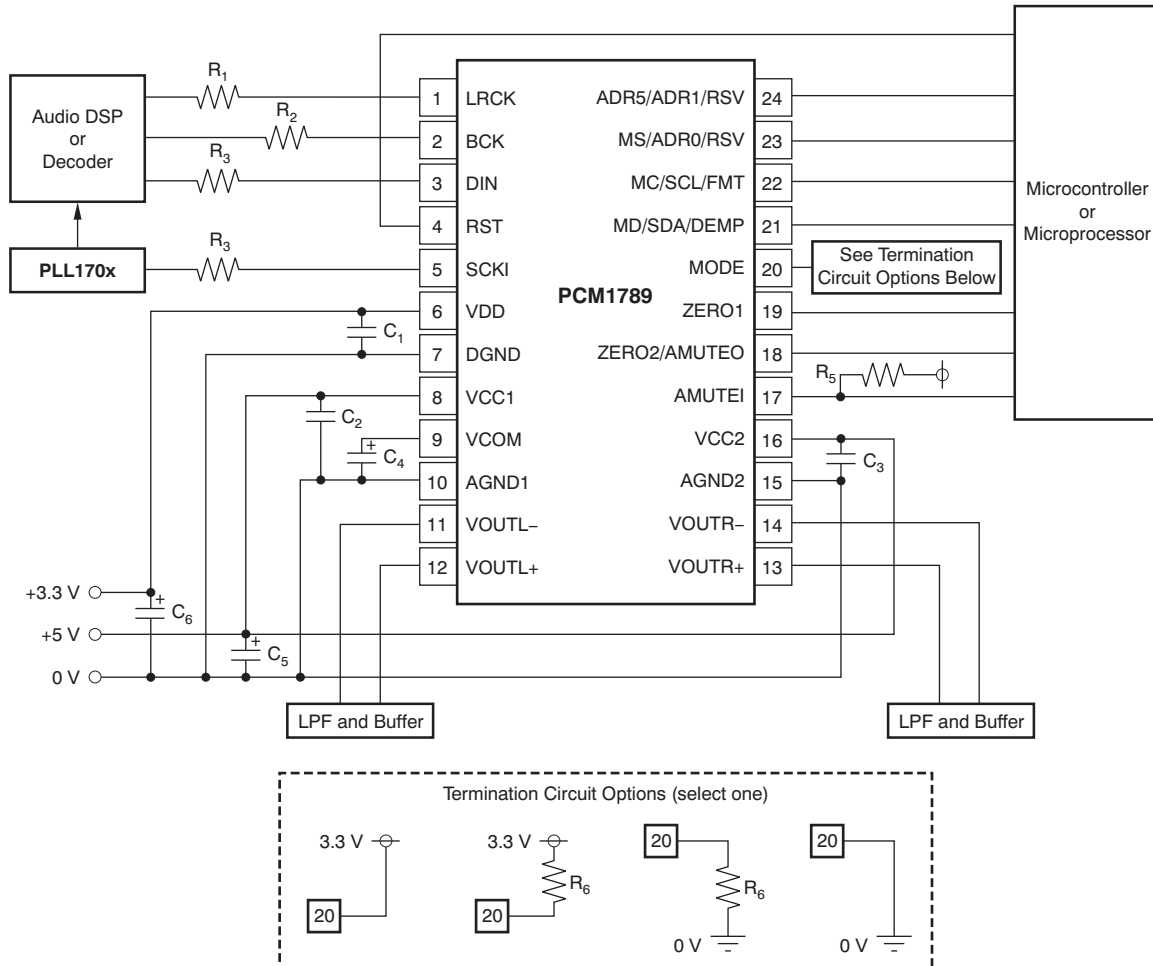 Audio DSP
or
Decoder
PLL170x
R1
R2
R3
R3
1 LRCK
2 BCK
3 DIN
4 RST
5 SCKI
6 VDD
7 DGND
8 VCC1
9 VCOM
10 AGND1
11 VOUTL−
12 VOUTL+
PCM1789
ADR5/ADR1/RSV 24
MS/ADR0/RSV 23
MC/SCL/FMT 22
MD/SDA/DEMP 21
MODE 20
ZERO1 19
ZERO2/AMUTEO 18
AMUTEI 17
VCC2 16
AGND2 15
VOUTR− 14
VOUTR+ 13
Microcontroller
or
Microprocessor
See Termination
Circuit Options Below
R5
C1
C2
+
C4
C3
+3.3 V
+
C6
+5 V
+
C5
0 V
LPF and Buffer
LPF and Buffer
Termination Circuit Options (select one)
3.3 V
20
3.3 V
R6
20
20
R6
0 V
20
0 V